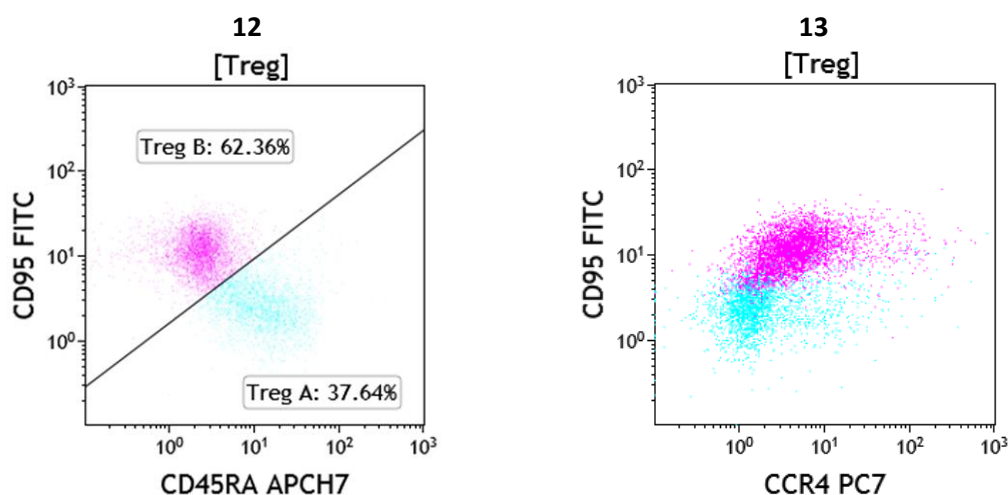 12
[Treg]
10³
10²
10¹
10⁰
Treg B: 62.36%
Treg A: 37.64%
CD95 FITC
10⁰ 10¹ 10² 10³
CD45RA APCH7
13
[Treg]
10³
10²
10¹
10⁰
CD95 FITC
10⁰ 10¹ 10² 10³
CCR4 PC7